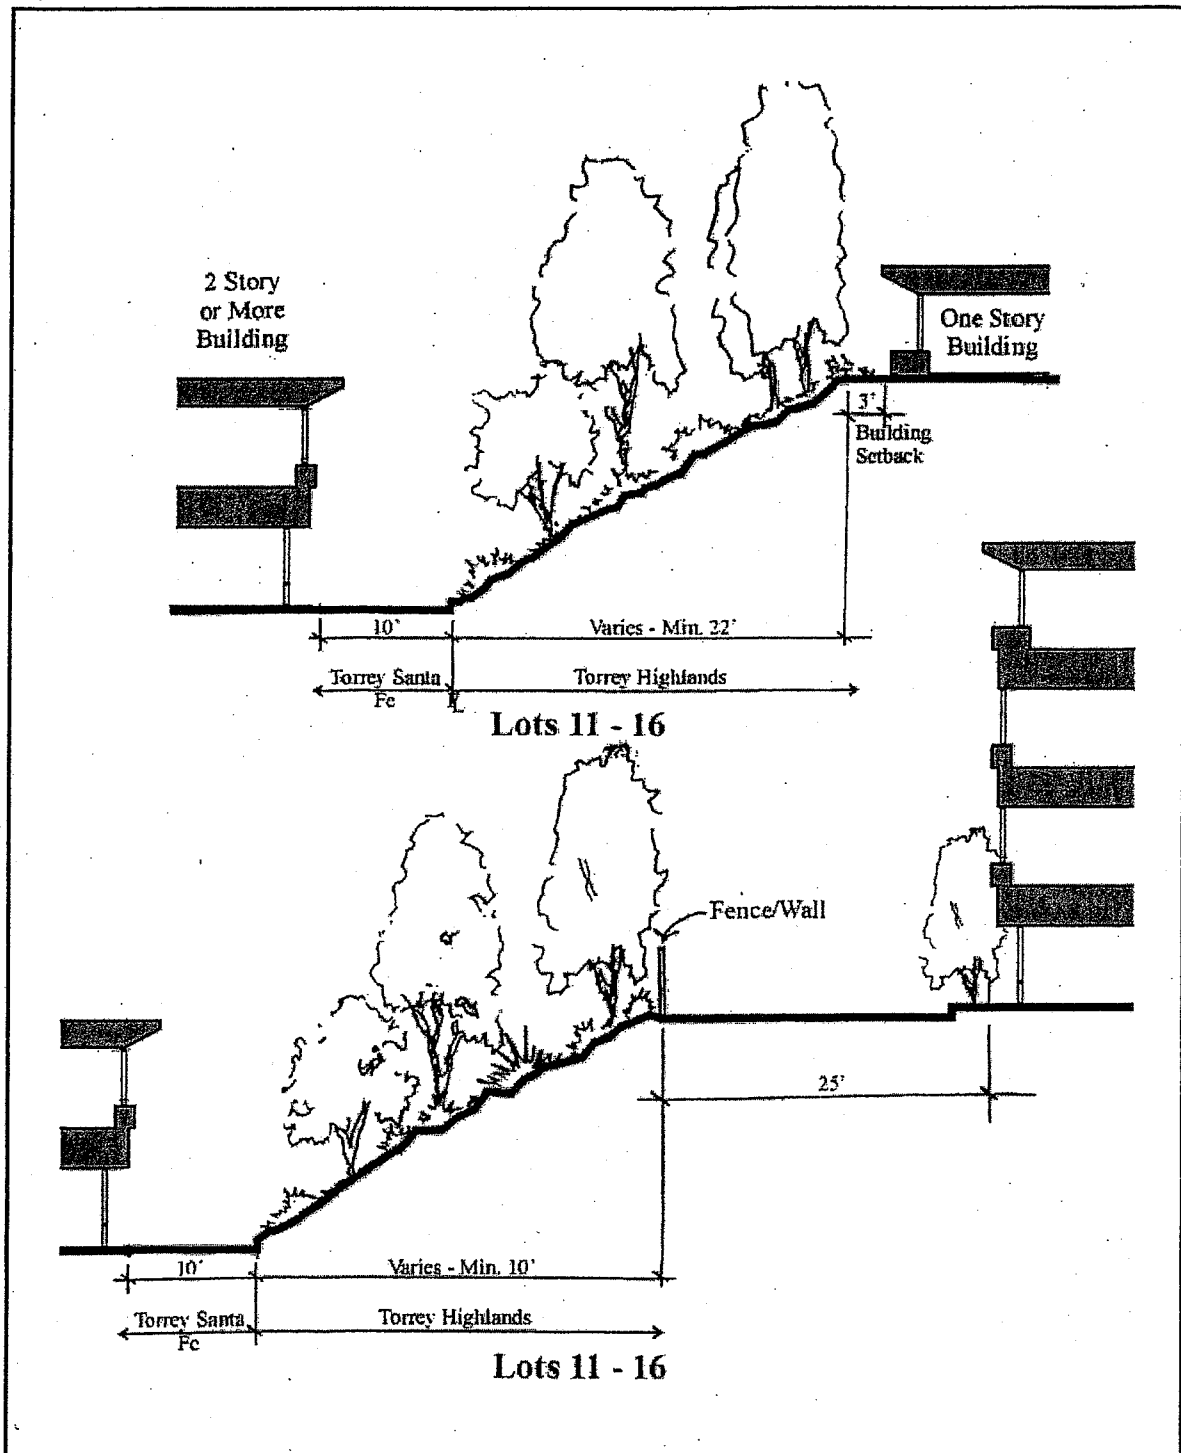 2 Story
or More
Building
One Story
Building
3'
Building
Setback
10'
Varies - Min. 22'
Torrey Santa
Fe
Torrey Highlands
PL
Lots 11 - 16
Fence/Wall
25'
10'
Varies - Min. 10'
Torrey Santa
Fe
Torrey Highlands
Lots 11 - 16